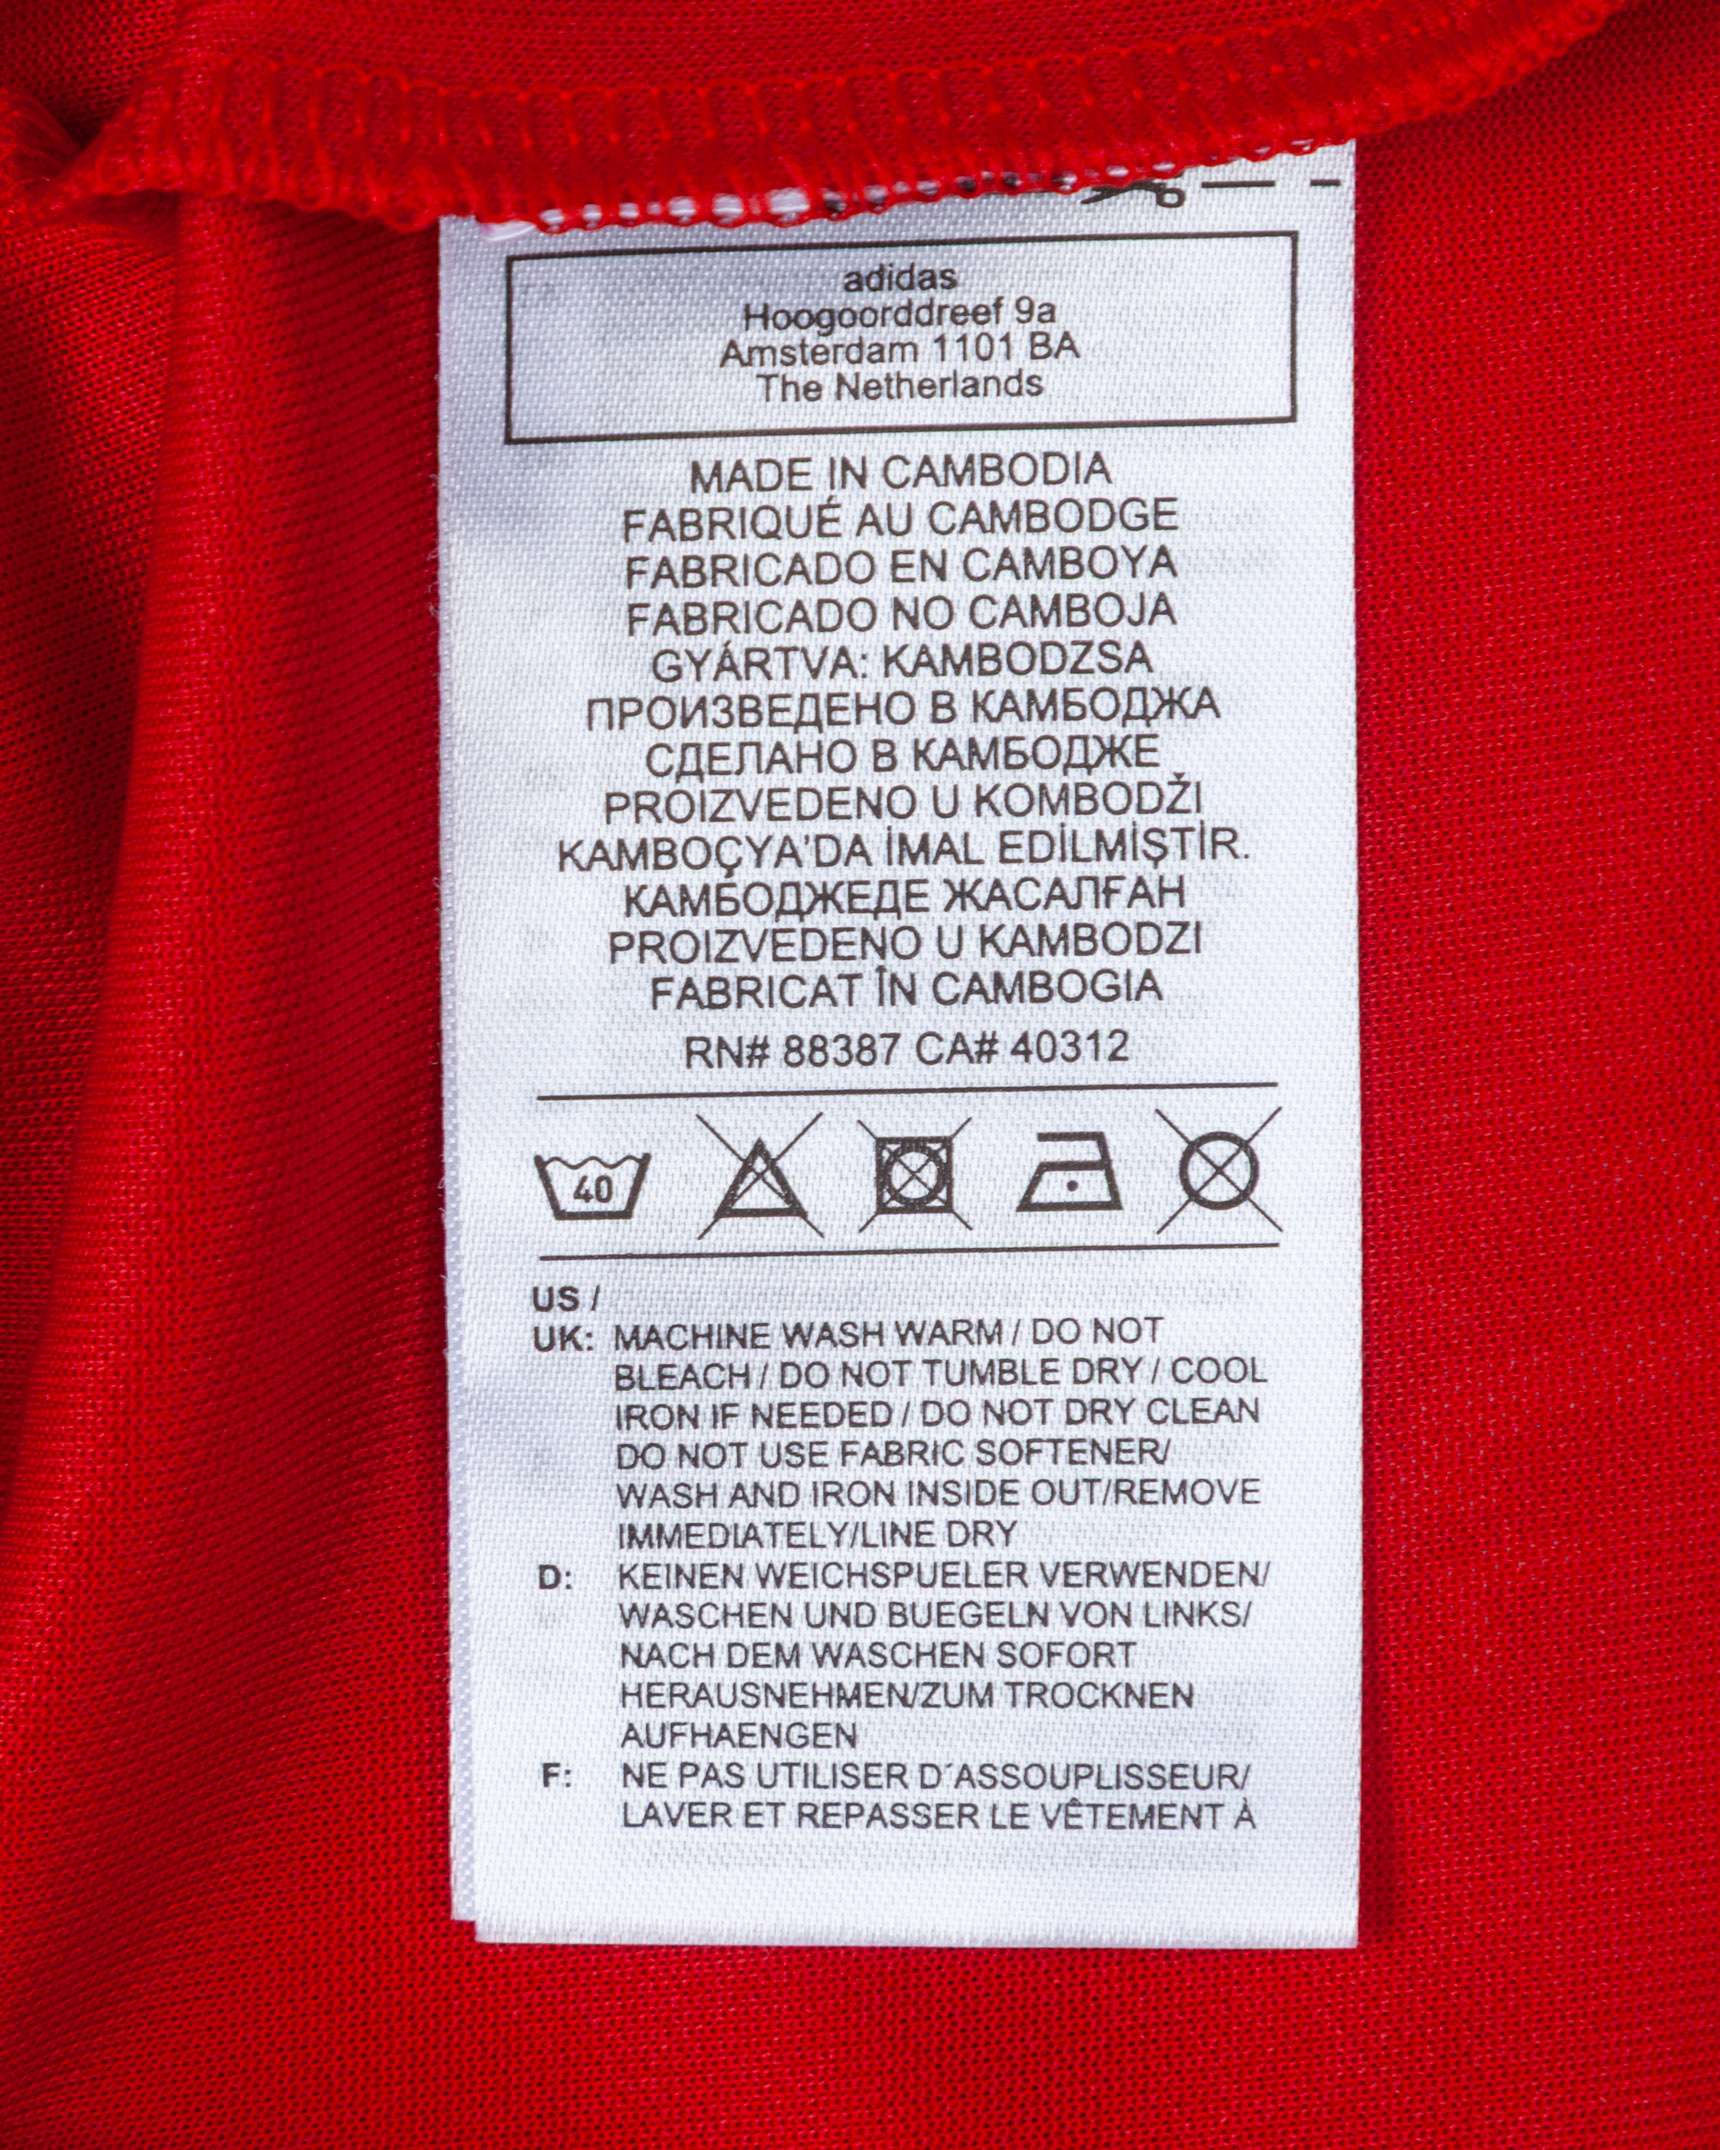 adidas
Hoogoorddreef 9a
Amsterdam 1101 BA
The Netherlands
MADE IN CAMBODIA
FABRIQUÉ AU CAMBODGE
FABRICADO EN CAMBOYA
FABRICADO NO CAMBOJA
GYÁRTVA: KAMBODZSA
ПРОИЗВЕДЕНО В КАМБОДЖА
СДЕЛАНО В КАМБОДЖЕ
PROIZVEDENO U KOMBODŽI
KAMBOÇYA'DA İMAL EDİLMİŞTİR.
КАМБОДЖЕДЕ ЖАСАЛҒАН
PROIZVEDENO U KAMBODZI
FABRICAT ÎN CAMBOGIA
RN# 88387 CA# 40312
40
US /
UK: MACHINE WASH WARM / DO NOT
BLEACH / DO NOT TUMBLE DRY / COOL
IRON IF NEEDED / DO NOT DRY CLEAN
DO NOT USE FABRIC SOFTENER/
WASH AND IRON INSIDE OUT/REMOVE
IMMEDIATELY/LINE DRY
D: KEINEN WEICHSPUELER VERWENDEN/
WASCHEN UND BUEGELN VON LINKS/
NACH DEM WASCHEN SOFORT
HERAUSNEHMEN/ZUM TROCKNEN
AUFHAENGEN
F: NE PAS UTILISER D´ASSOUPLISSEUR/
LAVER ET REPASSER LE VÊTEMENT À